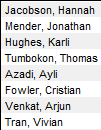 Jacobson, Hannah
Mender, Jonathan
Hughes, Karli
Tumbokon, Thomas
Azadi, Ayli
Fowler, Cristian
Venkat, Arjun
Tran, Vivian